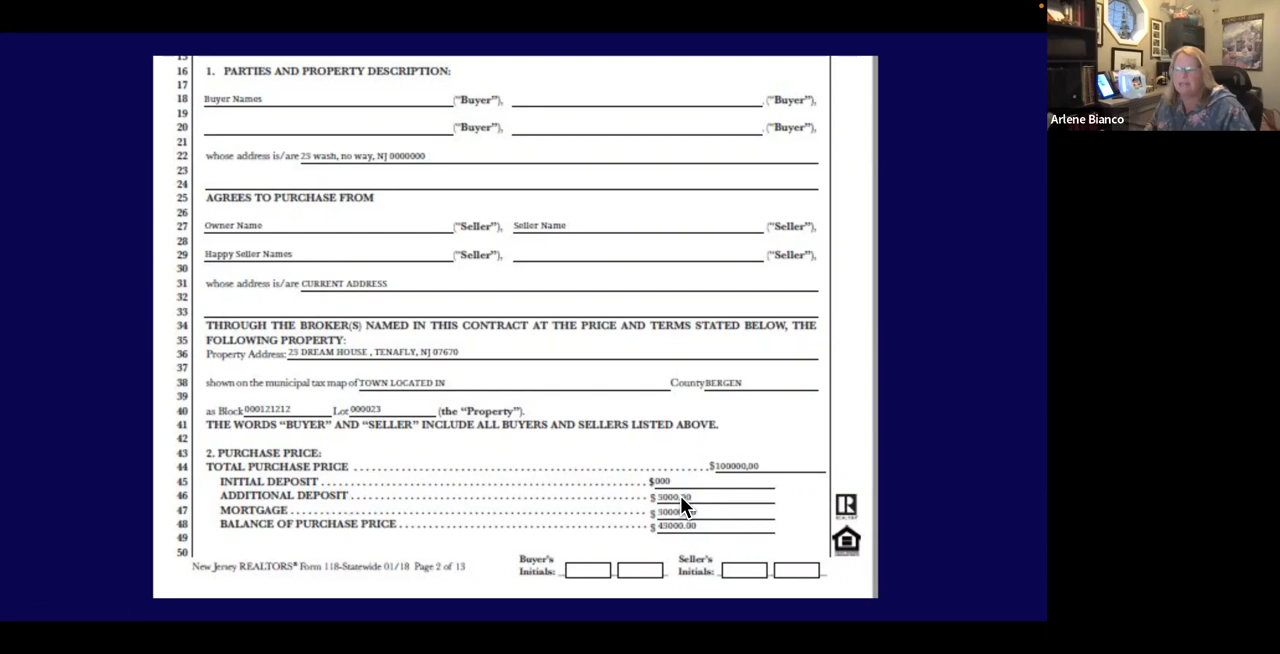 15
16 1. PARTIES AND PROPERTY DESCRIPTION:
17
18 Buyer Names ("Buyer"), ("Buyer"),
19
20 ("Buyer"), ("Buyer"),
21
22 whose address is/are 23 wash, no way, NJ 0000000
23
24
25 AGREES TO PURCHASE FROM
26
27 Owner Name ("Seller"), Seller Name ("Seller"),
28
29 Happy Seller Names ("Seller"), ("Seller"),
30
31 whose address is/are CURRENT ADDRESS
32
33
34 THROUGH THE BROKER(S) NAMED IN THIS CONTRACT AT THE PRICE AND TERMS STATED BELOW, THE
35 FOLLOWING PROPERTY:
36 Property Address: 23 DREAM HOUSE , TENAFLY, NJ 07670
37
38 shown on the municipal tax map of TOWN LOCATED IN County BERGEN
39
40 as Block 000121212 Lot 000023 (the "Property").
41 THE WORDS "BUYER" AND "SELLER" INCLUDE ALL BUYERS AND SELLERS LISTED ABOVE.
42
43 2. PURCHASE PRICE:
44 TOTAL PURCHASE PRICE $100000,00
45 INITIAL DEPOSIT $000
46 ADDITIONAL DEPOSIT $
47 MORTGAGE $
48 BALANCE OF PURCHASE PRICE $ 45000.00
49
50
New Jersey REALTORS® Form 118-Statewide 01/18 Page 2 of 13
Buyer's Initials: Seller's Initials:
Arlene Bianco